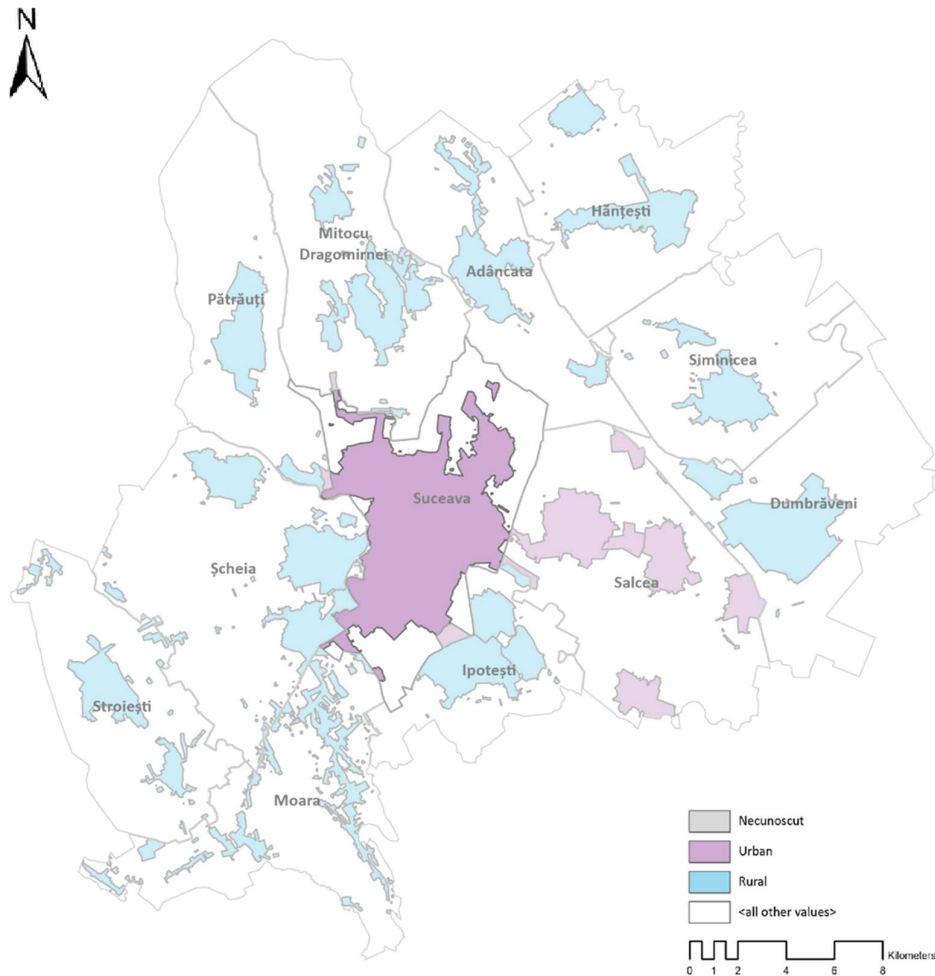 N
Hănțești
Mitocu
Dragomirnei
Adâncata
Pătrăuți
Siminicea
Suceava
Dumbrăveni
Șcheia
Salcea
Ipotești
Stroiești
Moara
Necunoscut
Urban
Rural
<all other values>
Kilometers
0 1 2 4 6 8